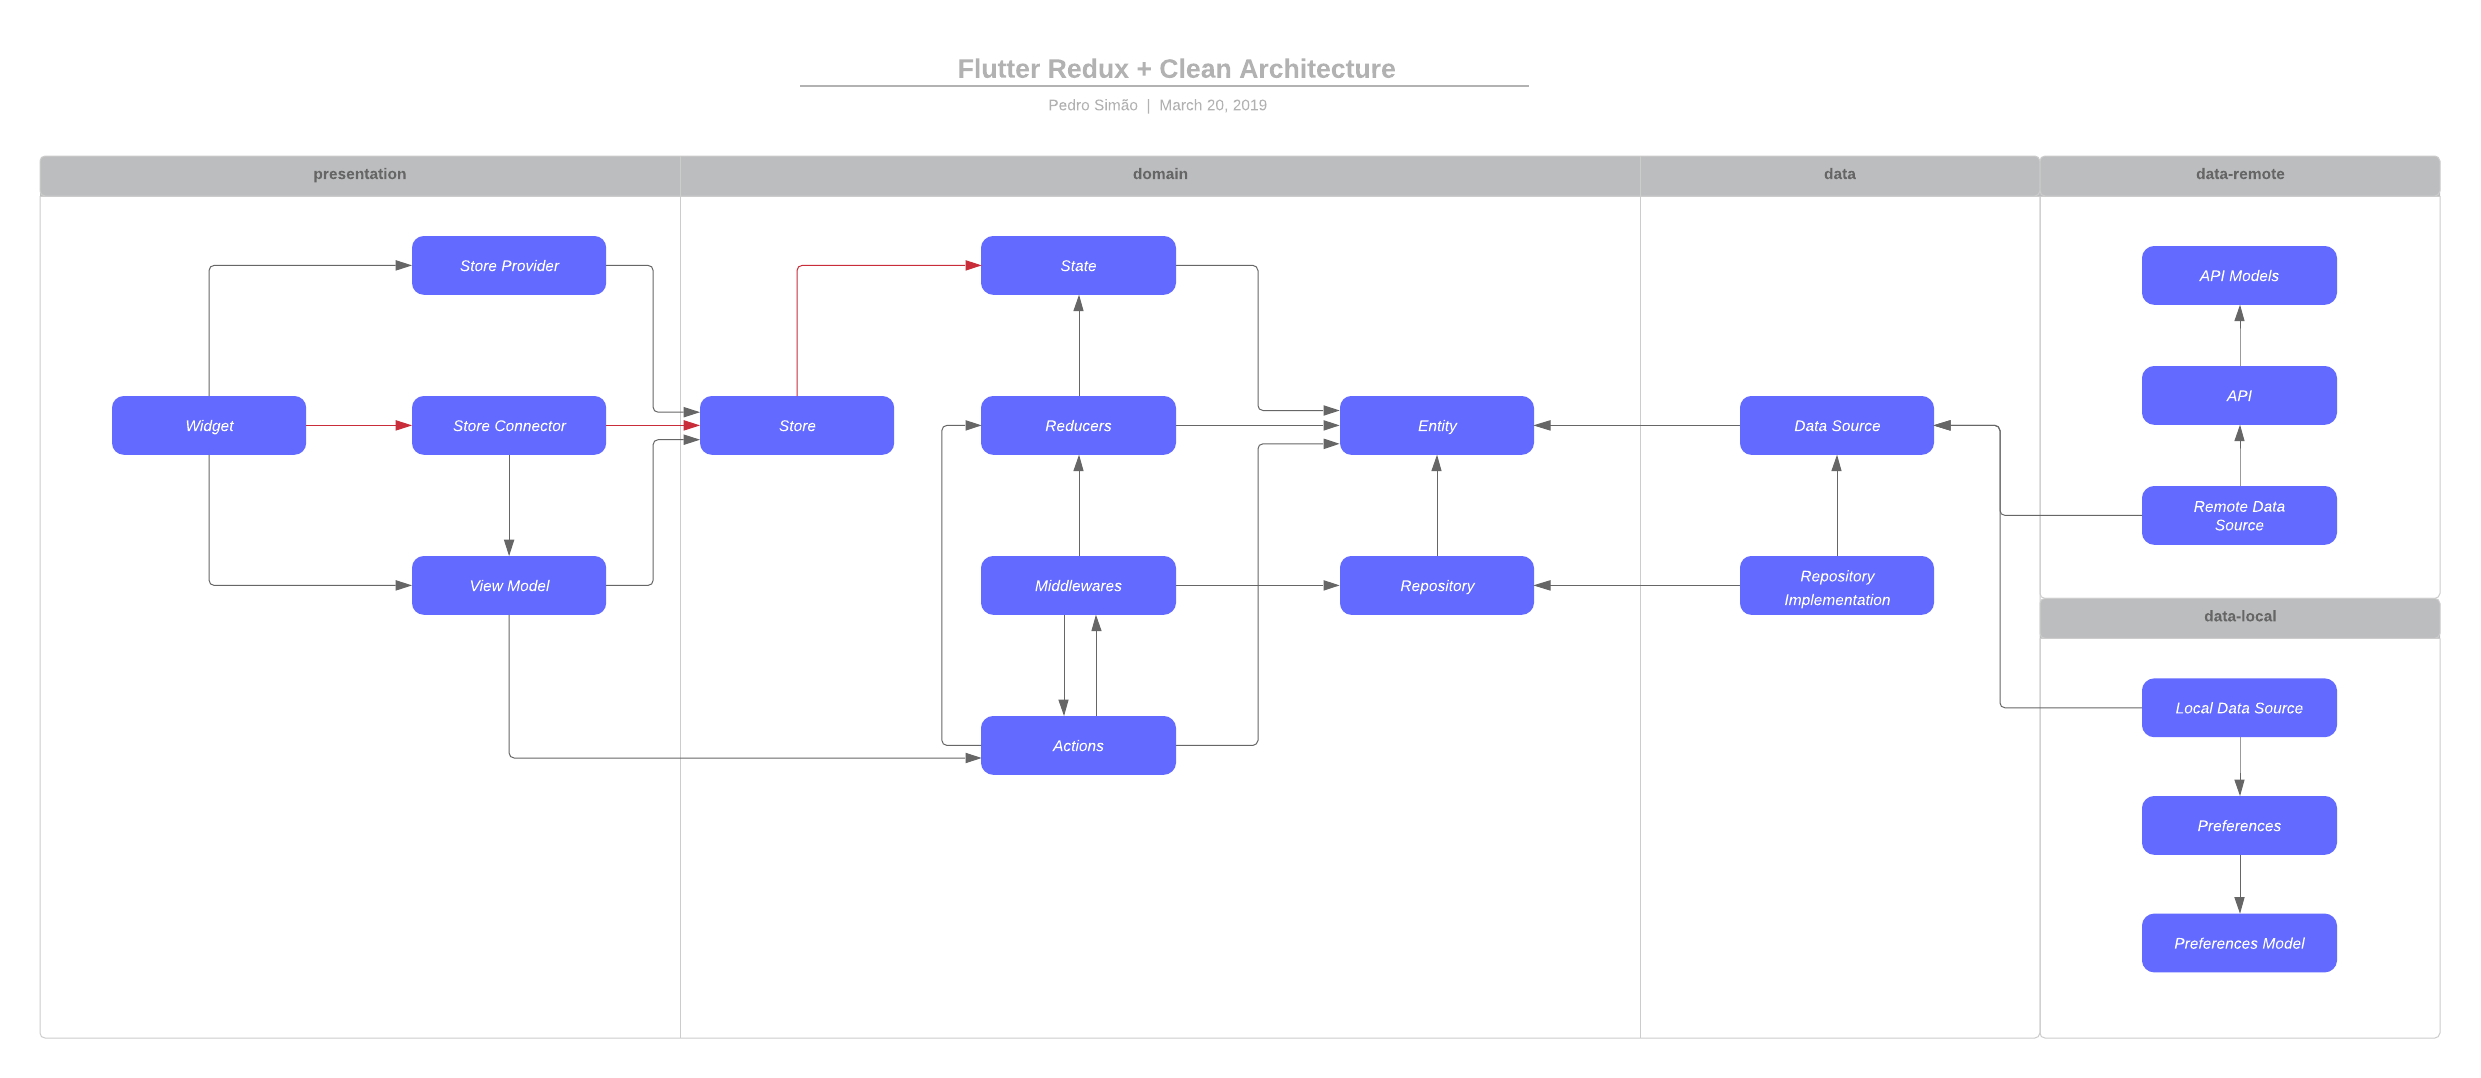 Flutter Redux + Clean Architecture
Pedro Simão | March 20, 2019
presentation
domain
data
data-remote
Store Provider
State
API Models
Widget
Store Connector
Store
Reducers
Entity
Data Source
API
Remote Data
Source
View Model
Middlewares
Repository
Repository
Implementation
data-local
Actions
Local Data Source
Preferences
Preferences Model